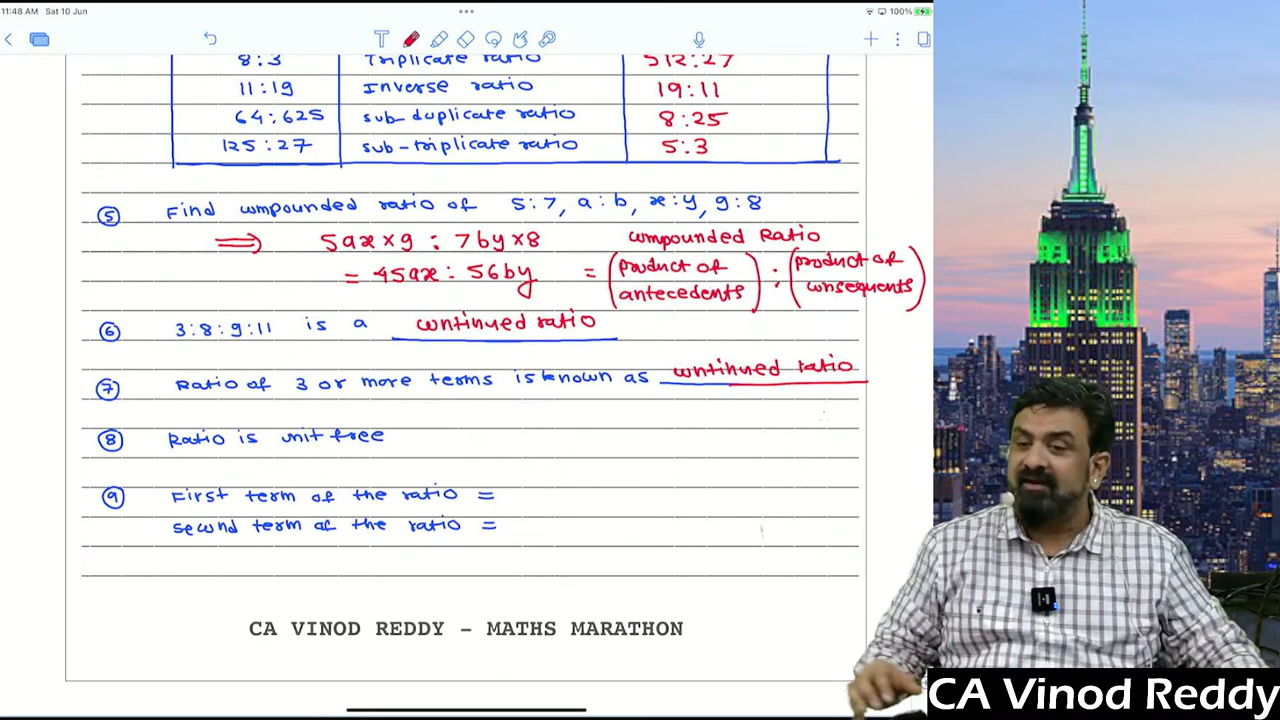 11:48 AM Sat 10 Jun
100%
8:3 Triplicate ratio 512:27
11:19 Inverse ratio 19:11
64:625 sub-duplicate ratio 8:25
125:27 sub-triplicate ratio 5:3
⑤ Find compounded ratio of 5:7, a:b, x:y, 9:8
⟹ 5ax×9 : 7by×8 compounded Ratio
= 45ax : 56by = (product of antecedents) : (product of consequents)
⑥ 3:8:9:11 is a continued ratio
⑦ Ratio of 3 or more terms is known as continued ratio
⑧ Ratio is unit free
⑨ First term of the ratio =
second term of the ratio =
CA VINOD REDDY - MATHS MARATHON
CA Vinod Reddy